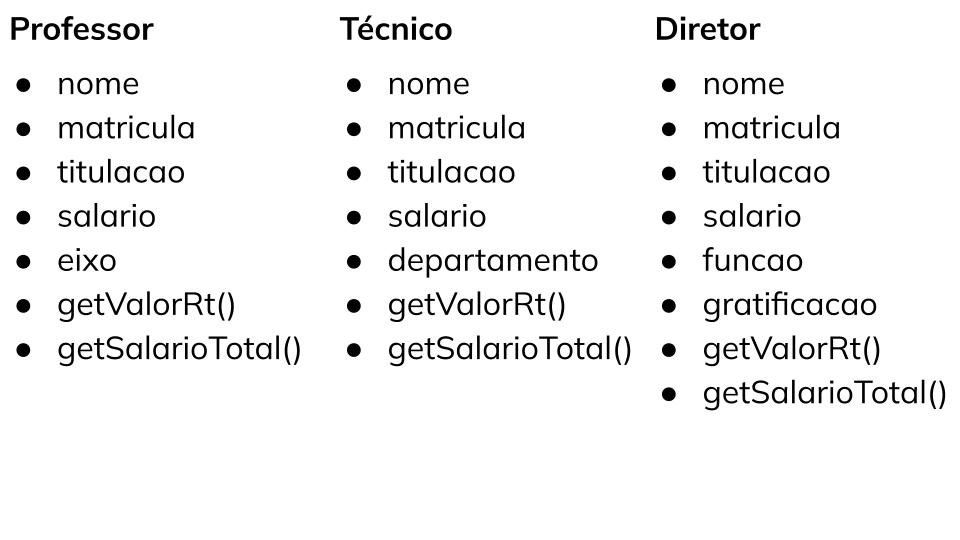 Professor
● nome
● matricula
● titulacao
● salario
● eixo
● getValorRt()
● getSalarioTotal()
Técnico
● nome
● matricula
● titulacao
● salario
● departamento
● getValorRt()
● getSalarioTotal()
Diretor
● nome
● matricula
● titulacao
● salario
● funcao
● gratificacao
● getValorRt()
● getSalarioTotal()